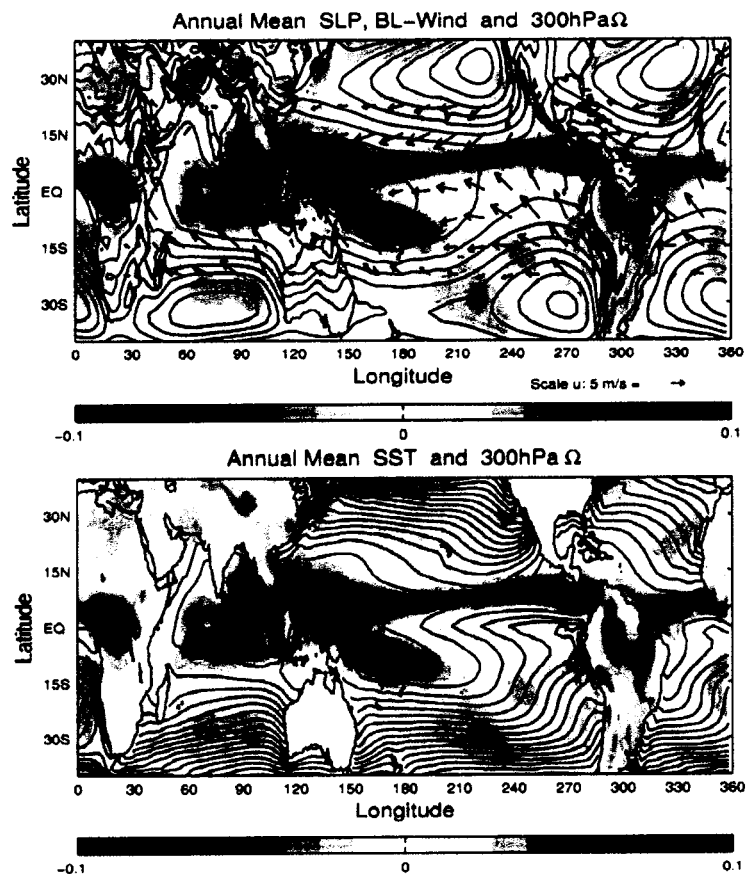 Annual Mean SLP, BL-Wind and 300hPaΩ
30N
15N
EQ
15S
30S
Latitude
0 30 60 90 120 150 180 210 240 270 300 330 360
Longitude
Scale u: 5 m/s =
-0.1 0 0.1
Annual Mean SST and 300hPaΩ
30N
15N
EQ
15S
30S
Latitude
0 30 60 90 120 150 180 210 240 270 300 330 360
Longitude
-0.1 0 0.1